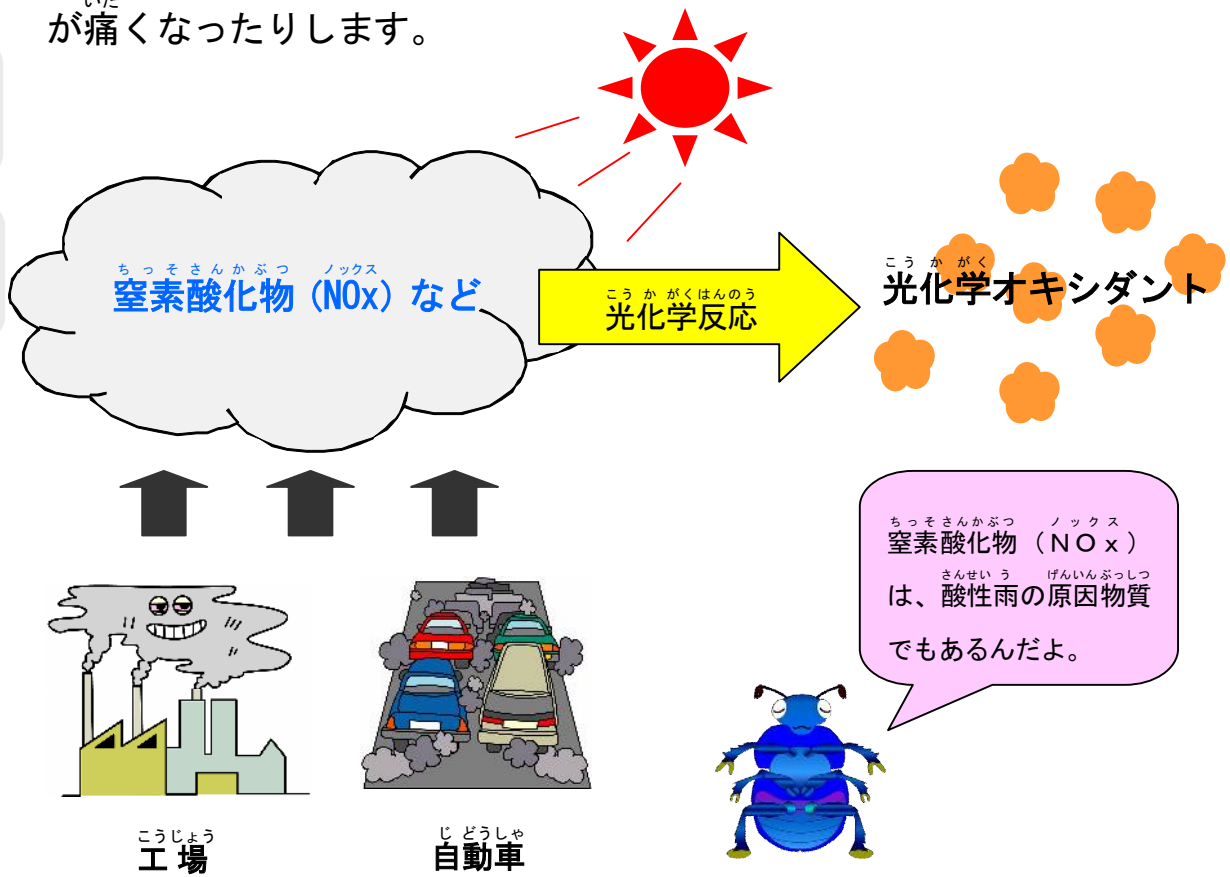 が痛くなったりします。
窒素酸化物（NOx）など
光化学反応
光化学オキシダント
窒素酸化物（ＮＯｘ）
は、酸性雨の原因物質
でもあるんだよ。
工場
自動車